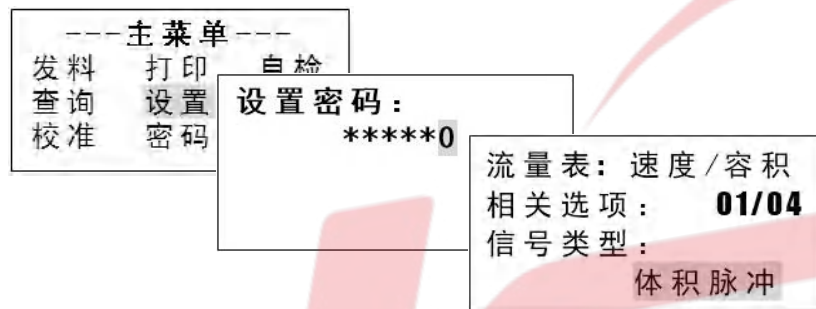 ---主菜单---
发料 打印 自检
查询 设置
校准 密码
设置密码:
*****0
流量表: 速度/容积
相关选项: 01/04
信号类型:
体积脉冲